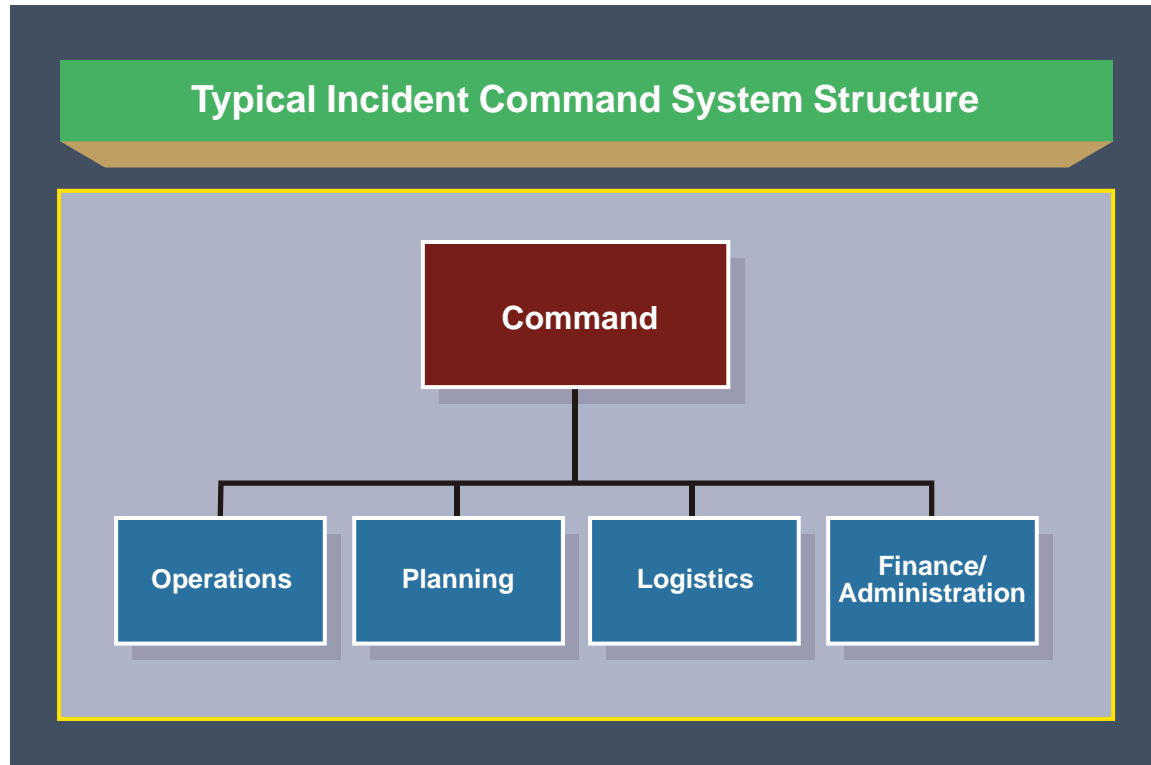 Typical Incident Command System Structure
Command
Operations
Planning
Logistics
Finance/
Administration